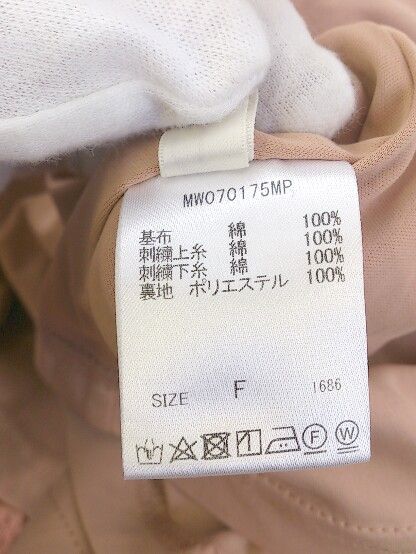 MW070175MP
基布 綿 100%
刺繍上糸 綿 100%
刺繍下糸 綿 100%
裏地 ポリエステル 100%
SIZE F 1686
F W